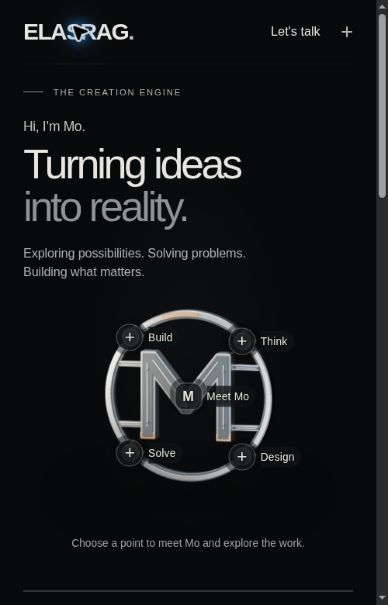 ELASRAG.
Let's talk
THE CREATION ENGINE
Hi, I'm Mo.
Turning ideas
into reality.
Exploring possibilities. Solving problems.
Building what matters.
Build
Think
M
Meet Mo
Solve
Design
Choose a point to meet Mo and explore the work.